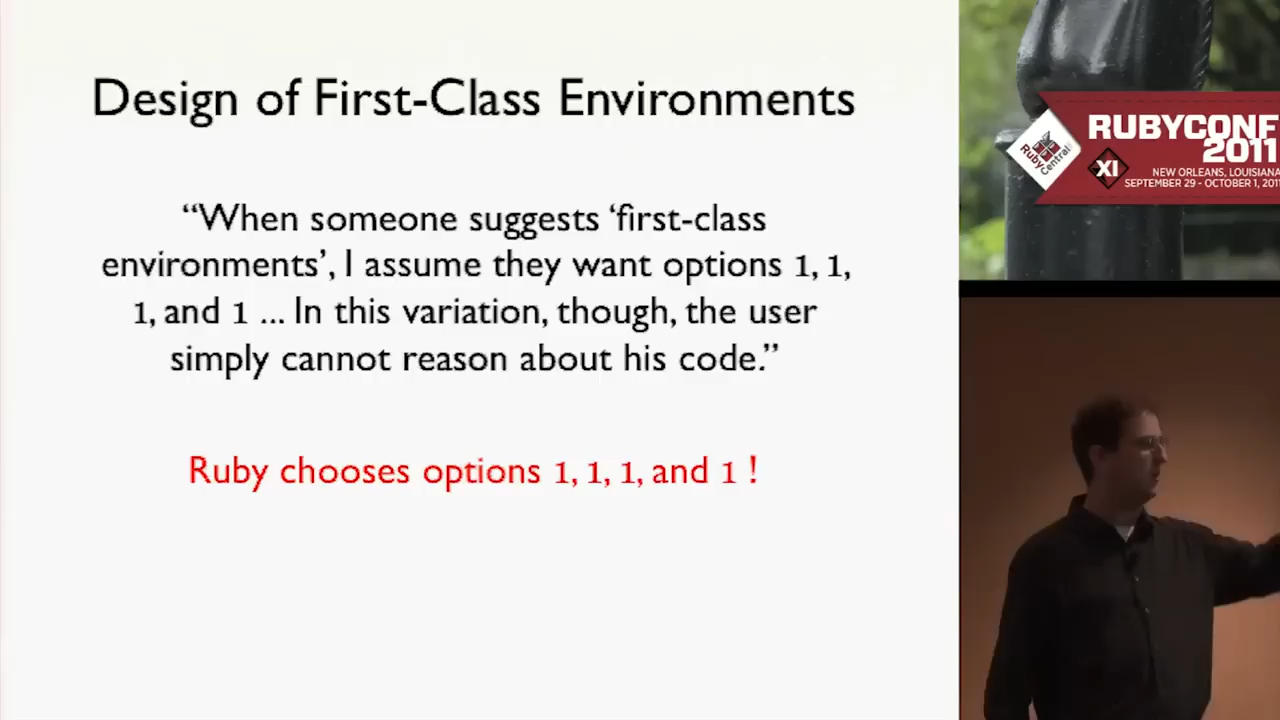 Design of First-Class Environments
“When someone suggests ‘first-class
environments’, I assume they want options 1, 1,
1, and 1 ... In this variation, though, the user
simply cannot reason about his code.”
Ruby chooses options 1, 1, 1, and 1 !
RUBYCONF
2011
RubyCentral
XI
NEW ORLEANS, LOUISIANA
SEPTEMBER 29 - OCTOBER 1, 2011